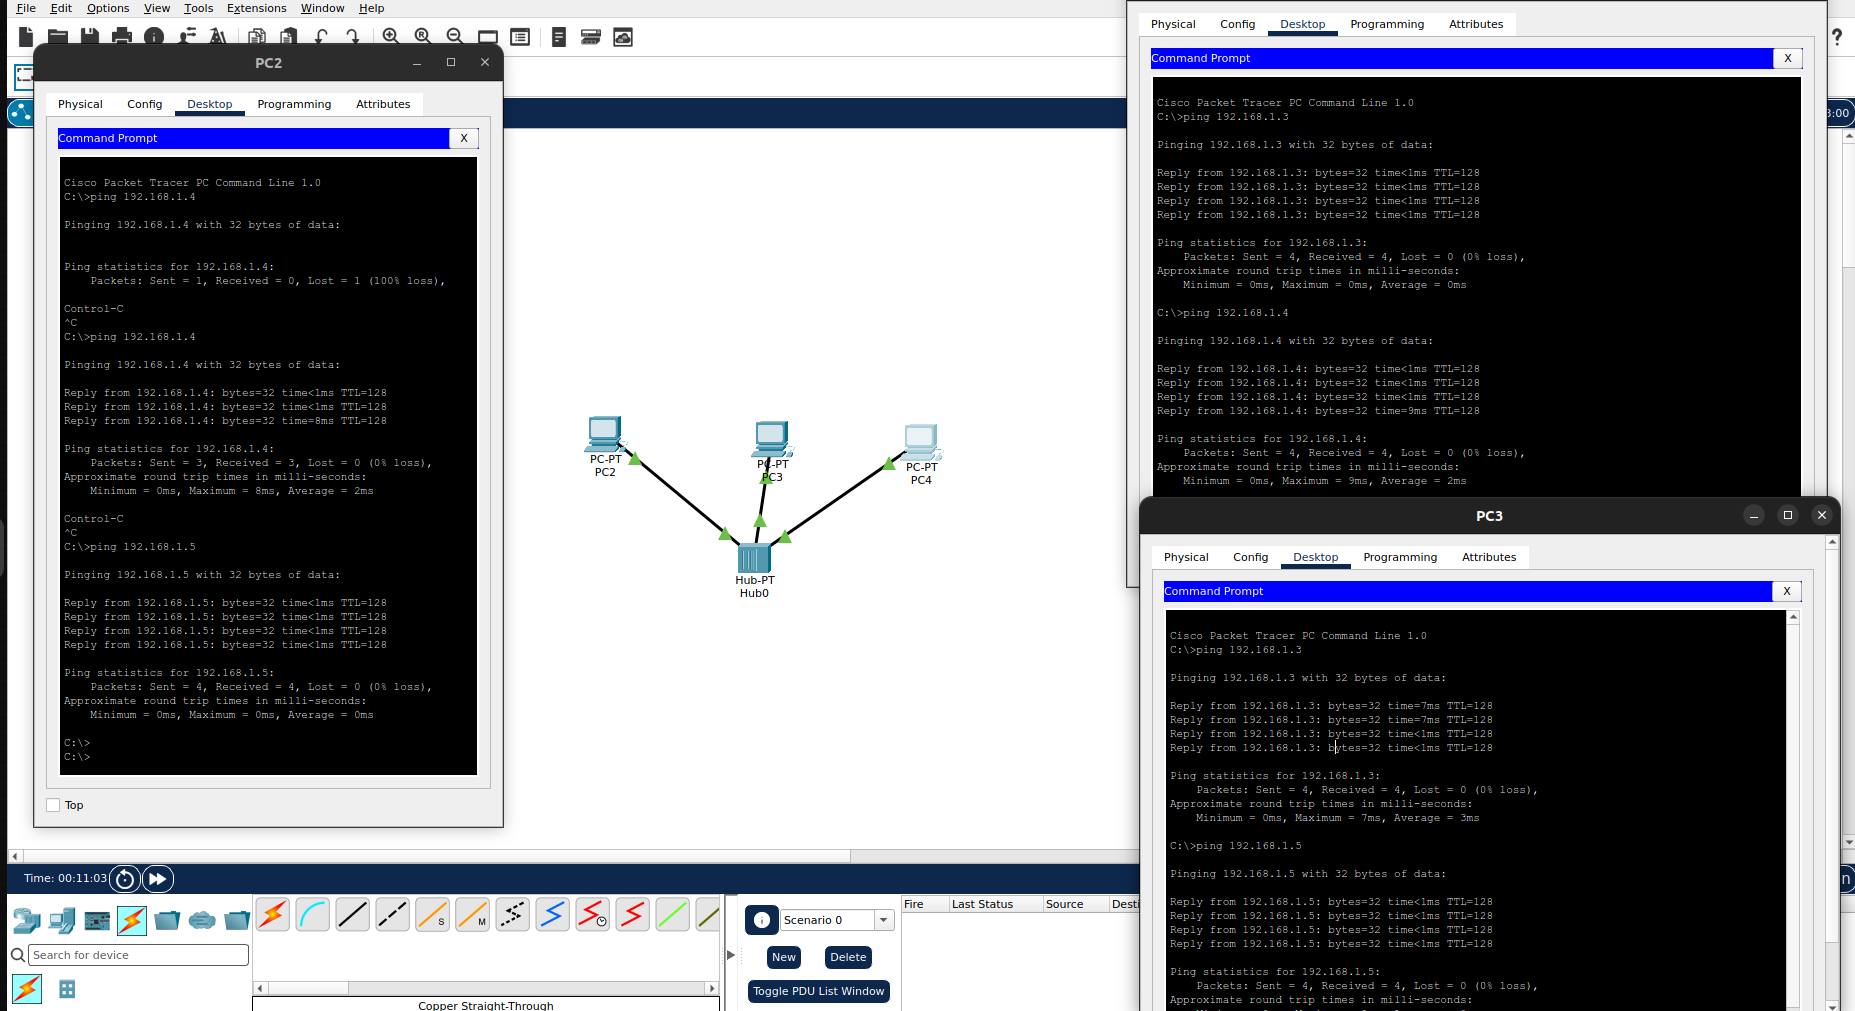 File Edit Options View Tools Extensions Window Help
PC2
Physical Config Desktop Programming Attributes
Command Prompt X
Cisco Packet Tracer PC Command Line 1.0
C:\>ping 192.168.1.4
Pinging 192.168.1.4 with 32 bytes of data:
Ping statistics for 192.168.1.4:
Packets: Sent = 1, Received = 0, Lost = 1 (100% loss),
Control-C
^C
C:\>ping 192.168.1.4
Pinging 192.168.1.4 with 32 bytes of data:
Reply from 192.168.1.4: bytes=32 time<1ms TTL=128
Reply from 192.168.1.4: bytes=32 time<1ms TTL=128
Reply from 192.168.1.4: bytes=32 time=8ms TTL=128
Ping statistics for 192.168.1.4:
Packets: Sent = 3, Received = 3, Lost = 0 (0% loss),
Approximate round trip times in milli-seconds:
Minimum = 0ms, Maximum = 8ms, Average = 2ms
Control-C
^C
C:\>ping 192.168.1.5
Pinging 192.168.1.5 with 32 bytes of data:
Reply from 192.168.1.5: bytes=32 time<1ms TTL=128
Reply from 192.168.1.5: bytes=32 time<1ms TTL=128
Reply from 192.168.1.5: bytes=32 time<1ms TTL=128
Reply from 192.168.1.5: bytes=32 time<1ms TTL=128
Ping statistics for 192.168.1.5:
Packets: Sent = 4, Received = 4, Lost = 0 (0% loss),
Approximate round trip times in milli-seconds:
Minimum = 0ms, Maximum = 0ms, Average = 0ms
C:\>
C:\>
Top
PC-PT
PC2
PC-PT
PC3
PC-PT
PC4
Hub-PT
Hub0
Physical Config Desktop Programming Attributes
Command Prompt X
:00
Cisco Packet Tracer PC Command Line 1.0
C:\>ping 192.168.1.3
Pinging 192.168.1.3 with 32 bytes of data:
Reply from 192.168.1.3: bytes=32 time<1ms TTL=128
Reply from 192.168.1.3: bytes=32 time<1ms TTL=128
Reply from 192.168.1.3: bytes=32 time<1ms TTL=128
Reply from 192.168.1.3: bytes=32 time<1ms TTL=128
Ping statistics for 192.168.1.3:
Packets: Sent = 4, Received = 4, Lost = 0 (0% loss),
Approximate round trip times in milli-seconds:
Minimum = 0ms, Maximum = 0ms, Average = 0ms
C:\>ping 192.168.1.4
Pinging 192.168.1.4 with 32 bytes of data:
Reply from 192.168.1.4: bytes=32 time<1ms TTL=128
Reply from 192.168.1.4: bytes=32 time<1ms TTL=128
Reply from 192.168.1.4: bytes=32 time<1ms TTL=128
Reply from 192.168.1.4: bytes=32 time=9ms TTL=128
Ping statistics for 192.168.1.4:
Packets: Sent = 4, Received = 4, Lost = 0 (0% loss),
Approximate round trip times in milli-seconds:
Minimum = 0ms, Maximum = 9ms, Average = 2ms
PC3
Physical Config Desktop Programming Attributes
Command Prompt X
Cisco Packet Tracer PC Command Line 1.0
C:\>ping 192.168.1.3
Pinging 192.168.1.3 with 32 bytes of data:
Reply from 192.168.1.3: bytes=32 time=7ms TTL=128
Reply from 192.168.1.3: bytes=32 time=7ms TTL=128
Reply from 192.168.1.3: bytes=32 time<1ms TTL=128
Reply from 192.168.1.3: bytes=32 time<1ms TTL=128
Ping statistics for 192.168.1.3:
Packets: Sent = 4, Received = 4, Lost = 0 (0% loss),
Approximate round trip times in milli-seconds:
Minimum = 0ms, Maximum = 7ms, Average = 3ms
C:\>ping 192.168.1.5
Pinging 192.168.1.5 with 32 bytes of data:
Reply from 192.168.1.5: bytes=32 time<1ms TTL=128
Reply from 192.168.1.5: bytes=32 time<1ms TTL=128
Reply from 192.168.1.5: bytes=32 time<1ms TTL=128
Reply from 192.168.1.5: bytes=32 time<1ms TTL=128
Ping statistics for 192.168.1.5:
Packets: Sent = 4, Received = 4, Lost = 0 (0% loss),
Approximate round trip times in milli-seconds:
Time: 00:11:03
Search for device
S
M
Copper Straight-Through
Scenario 0
New Delete
Toggle PDU List Window
Fire Last Status Source Desti
n